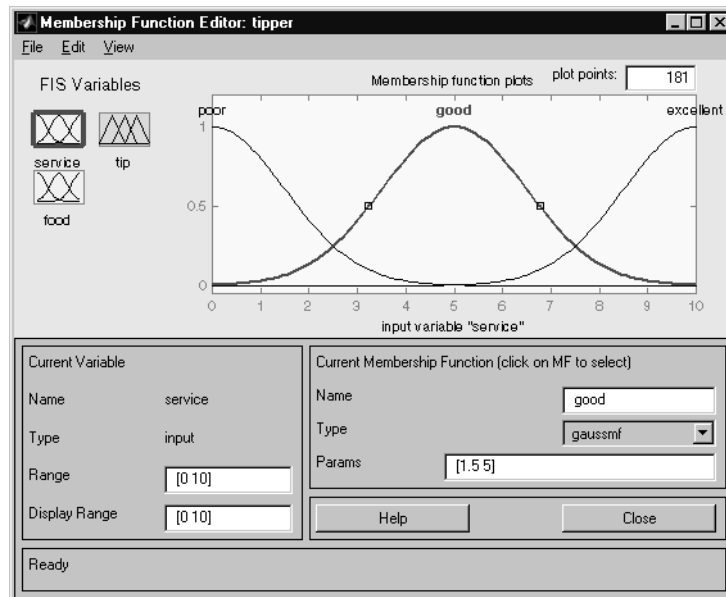 Membership Function Editor: tipper
File Edit View
FIS Variables
service
tip
food
Membership function plots
plot points:
181
poor
good
excellent
1
0.5
0
0 1 2 3 4 5 6 7 8 9 10
input variable "service"
Current Variable
Name service
Type input
Range [0 10]
Display Range [0 10]
Current Membership Function (click on MF to select)
Name good
Type gaussmf
Params [1.5 5]
Help
Close
Ready